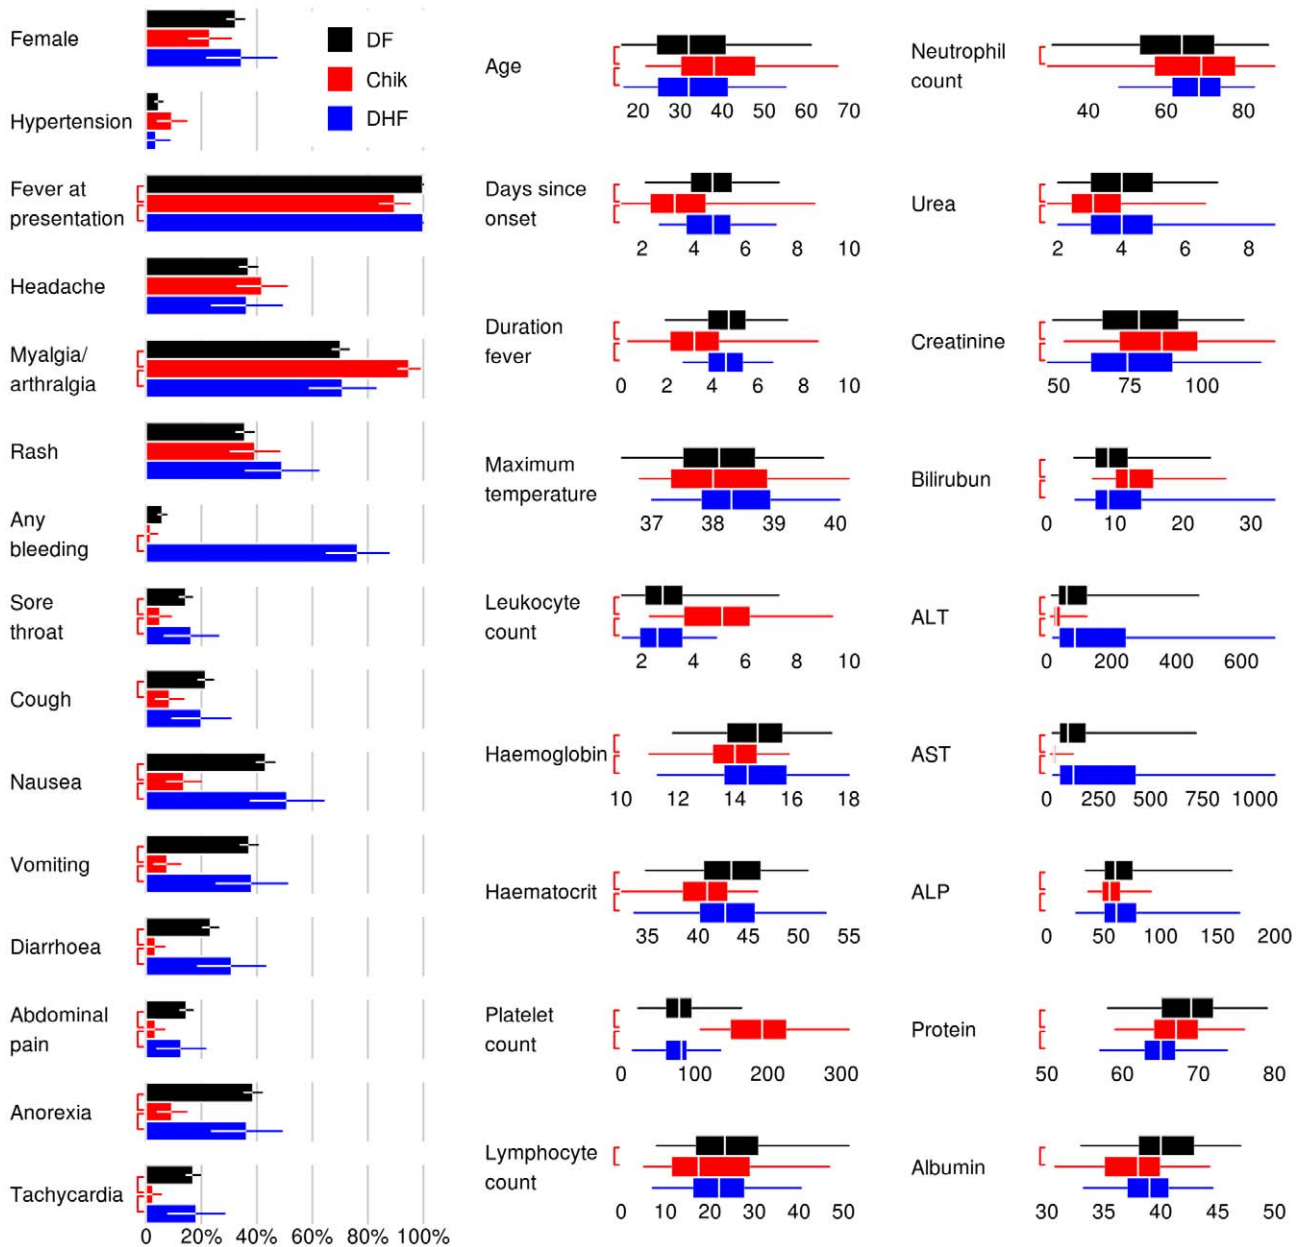 Female
Hypertension
Fever at
presentation
Headache
Myalgia/
arthralgia
Rash
Any
bleeding
Sore
throat
Cough
Nausea
Vomiting
Diarrhoea
Abdominal
pain
Anorexia
Tachycardia
0 20% 40% 60% 80% 100%
DF
Chik
DHF
Age
20 30 40 50 60 70
Days since
onset
2 4 6 8 10
Duration
fever
0 2 4 6 8 10
Maximum
temperature
37 38 39 40
Leukocyte
count
2 4 6 8 10
Haemoglobin
10 12 14 16 18
Haematocrit
35 40 45 50 55
Platelet
count
0 100 200 300
Lymphocyte
count
0 10 20 30 40 50
Neutrophil
count
40 60 80
Urea
2 4 6 8
Creatinine
50 75 100
Bilirubun
0 10 20 30
ALT
0 200 400 600
AST
0 250 500 750 1000
ALP
0 50 100 150 200
Protein
50 60 70 80
Albumin
30 35 40 45 50